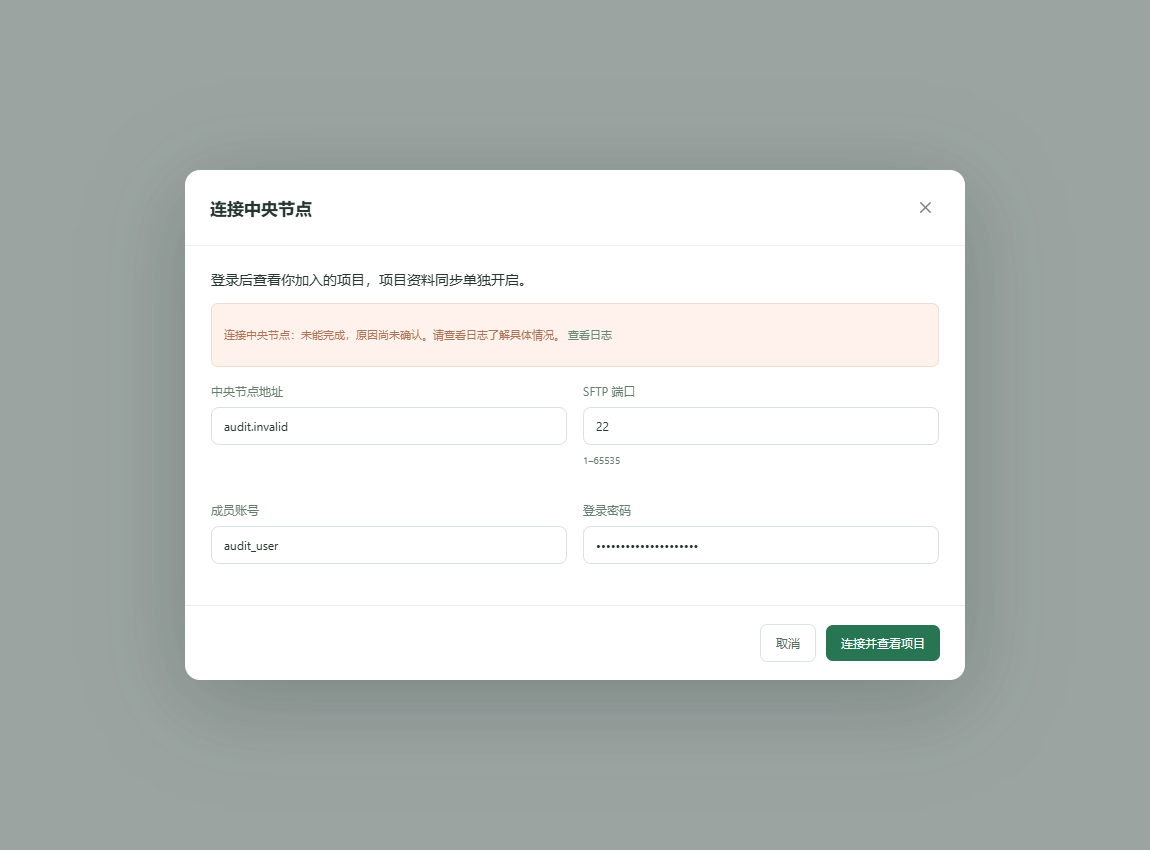 连接中央节点
登录后查看你加入的项目，项目资料同步单独开启。
连接中央节点：未能完成，原因尚未确认。请查看日志了解具体情况。 查看日志
中央节点地址
SFTP 端口
audit.invalid
22
1–65535
成员账号
登录密码
audit_user
•••••••••••••••••••••
取消
连接并查看项目